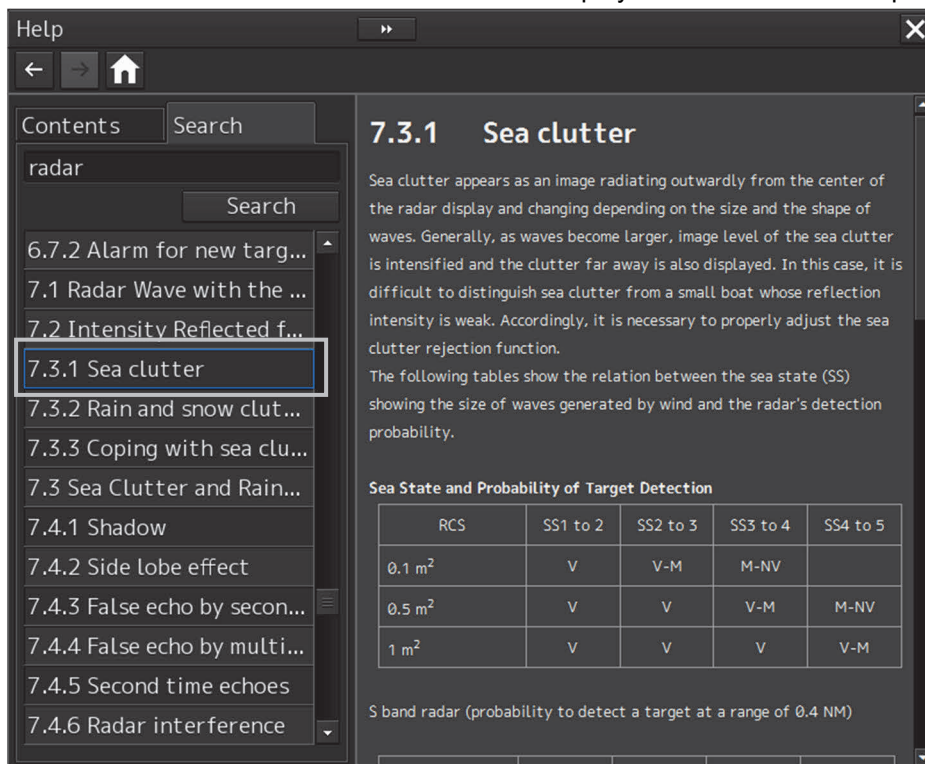 Help
Contents Search
radar
Search
6.7.2 Alarm for new targ...
7.1 Radar Wave with the ...
7.2 Intensity Reflected f...
7.3.1 Sea clutter
7.3.2 Rain and snow clut...
7.3.3 Coping with sea clu...
7.3 Sea Clutter and Rain...
7.4.1 Shadow
7.4.2 Side lobe effect
7.4.3 False echo by secon...
7.4.4 False echo by multi...
7.4.5 Second time echoes
7.4.6 Radar interference
7.3.1 Sea clutter
Sea clutter appears as an image radiating outwardly from the center of
the radar display and changing depending on the size and the shape of
waves. Generally, as waves become larger, image level of the sea clutter
is intensified and the clutter far away is also displayed. In this case, it is
difficult to distinguish sea clutter from a small boat whose reflection
intensity is weak. Accordingly, it is necessary to properly adjust the sea
clutter rejection function.
The following tables show the relation between the sea state (SS)
showing the size of waves generated by wind and the radar's detection
probability.
Sea State and Probability of Target Detection
RCS SS1 to 2 SS2 to 3 SS3 to 4 SS4 to 5
0.1 m² V V-M M-NV
0.5 m² V V V-M M-NV
1 m² V V V V-M
S band radar (probability to detect a target at a range of 0.4 NM)